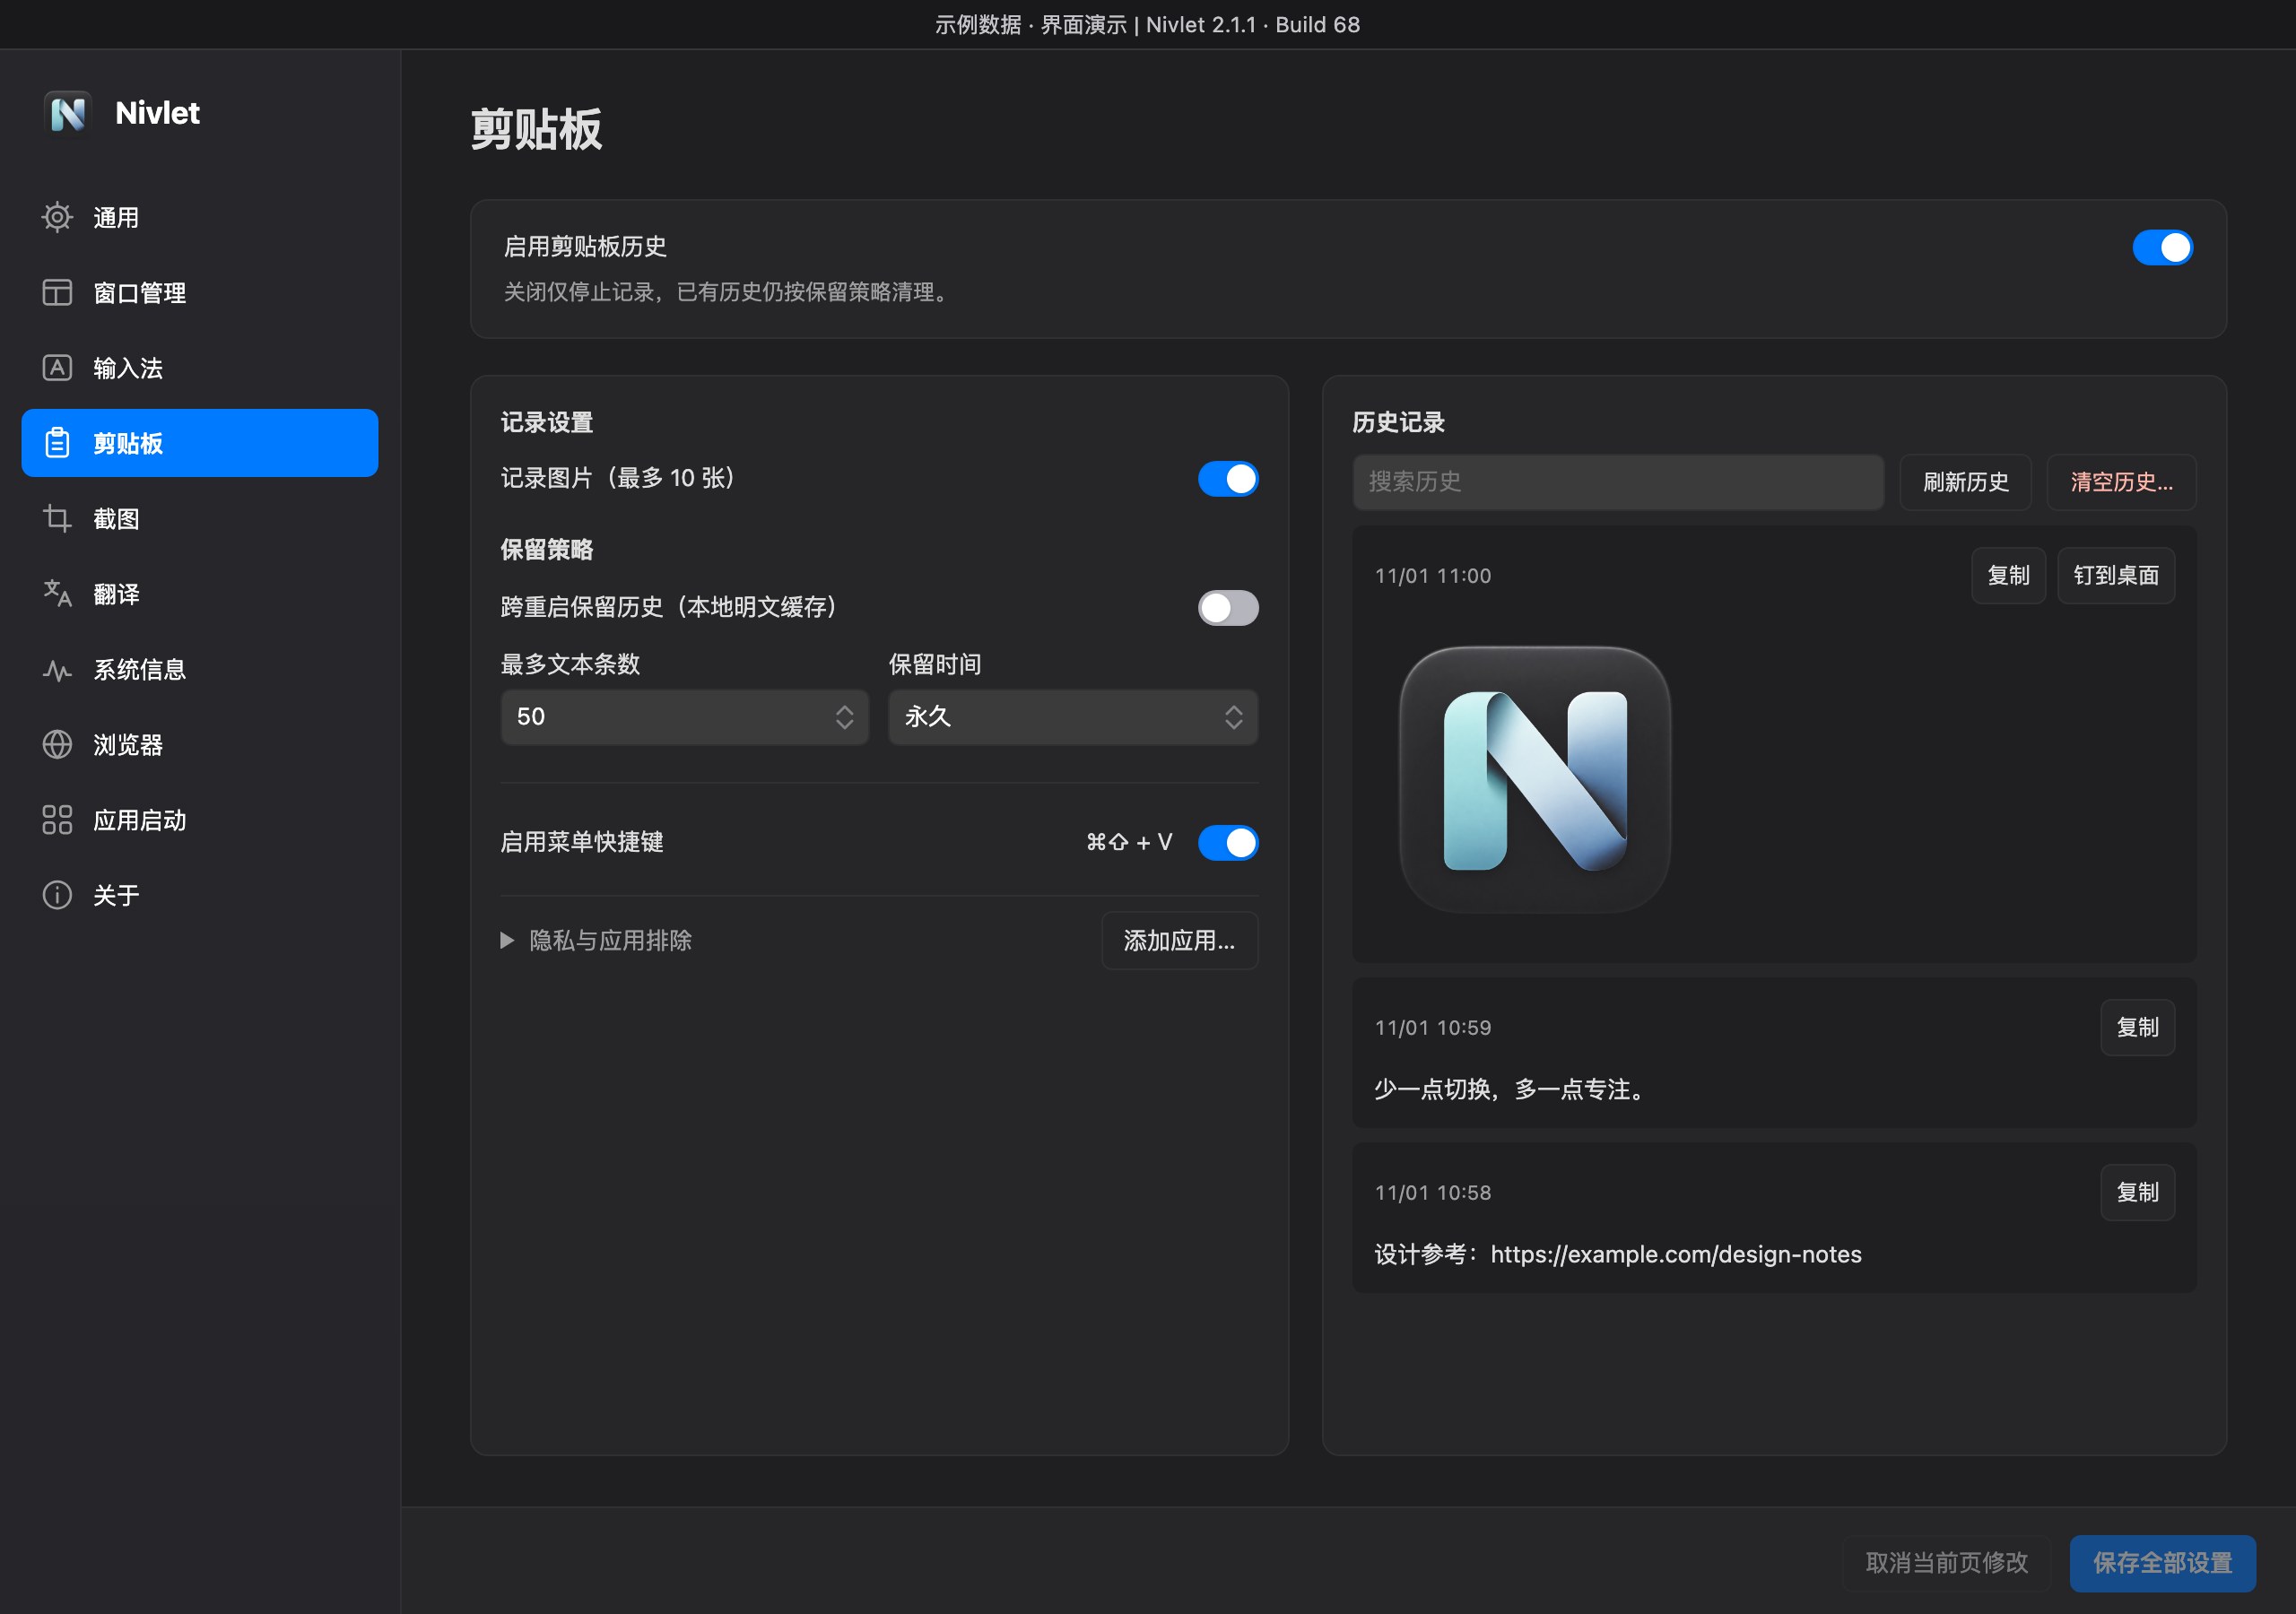 示例数据 · 界面演示 | Nivlet 2.1.1 · Build 68
Nivlet
通用
窗口管理
输入法
剪贴板
截图
翻译
系统信息
浏览器
应用启动
关于
剪贴板
启用剪贴板历史
关闭仅停止记录，已有历史仍按保留策略清理。
记录设置
记录图片（最多 10 张）
保留策略
跨重启保留历史（本地明文缓存）
最多文本条数 保留时间
50 永久
启用菜单快捷键 ⌘⇧ + V
隐私与应用排除 添加应用...
历史记录
搜索历史 刷新历史 清空历史...
11/01 11:00 复制 钉到桌面
11/01 10:59 复制
少一点切换，多一点专注。
11/01 10:58 复制
设计参考：https://example.com/design-notes
取消当前页修改 保存全部设置